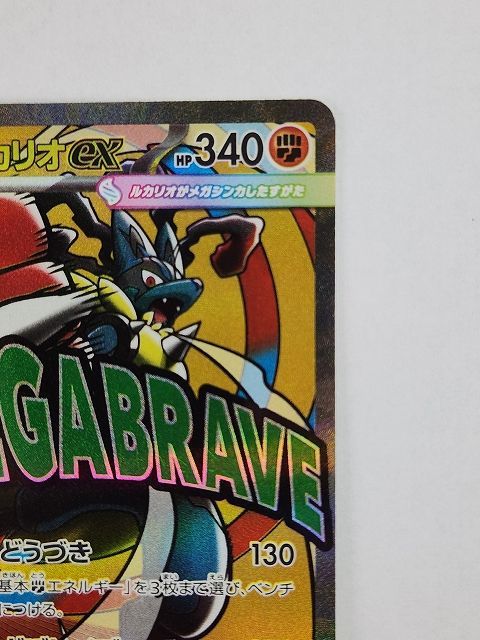 カリオex HP340
ルカリオがメガシンカしたすがた
GABRAVE
どうづき 130
基本エネルギー」を3枚まで選び、ベンチ
につける。